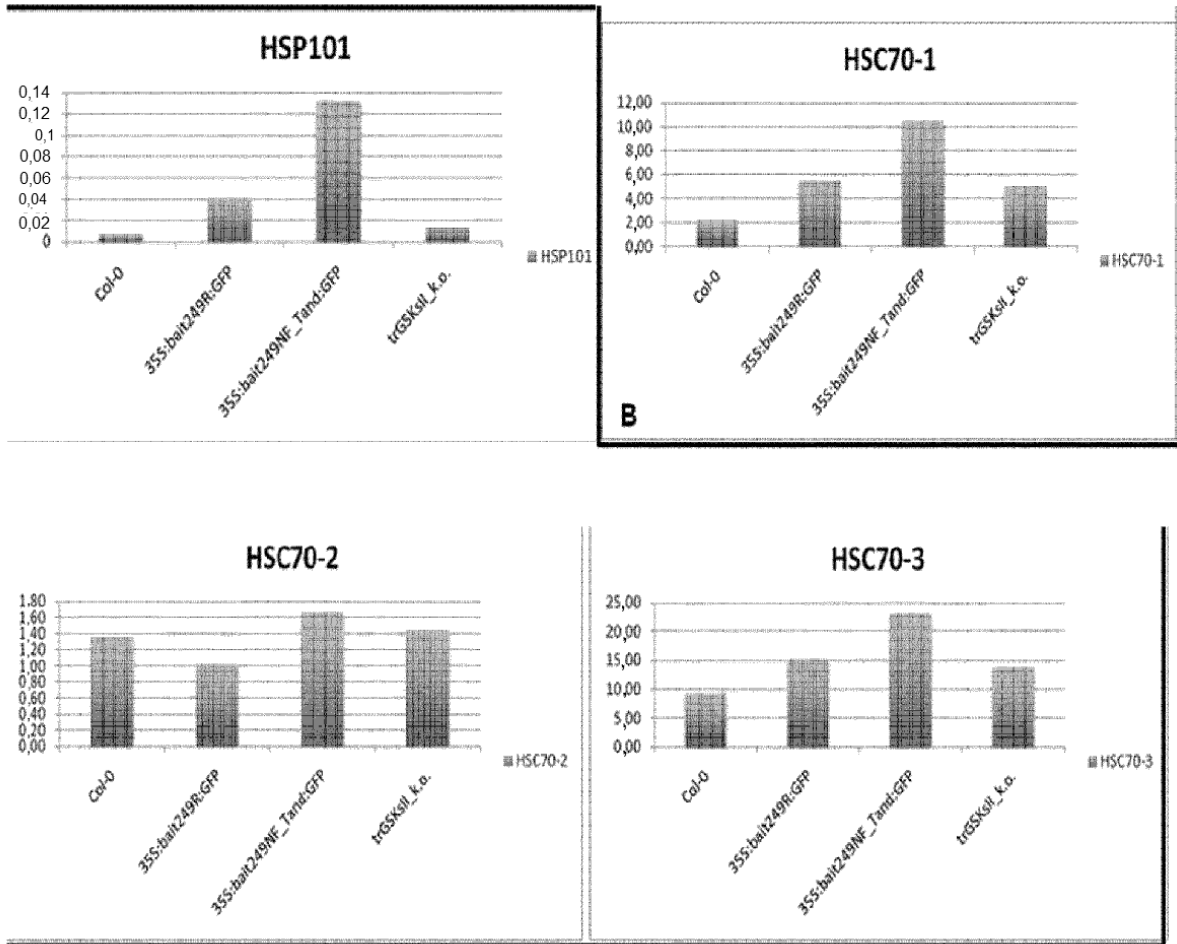 HSP101
0,14
0,12
0,1
0,08
0,06
0,04
0,02
0
HSP101
Col-0
35S:bait249R:GFP
35S:bait249NF_Tand:GFP
trGSKsII_k.o.
HSC70-1
12,00
10,00
8,00
6,00
4,00
2,00
0,00
HSC70-1
Col-0
35S:bait249R:GFP
35S:bait249NF_Tand:GFP
trGSKsII_k.o.
B
HSC70-2
1.80
1,60
1,40
1,20
1,00
0,80
0,60
0,40
0,20
0,00
HSC70-2
Col-0
35S:bait249R:GFP
35S:bait249NF_Tand:GFP
trGSKsII_k.o.
HSC70-3
25,00
20,00
15,00
10,00
5,00
0,00
HSC70-3
Col-0
35S:bait249R:GFP
35S:bait249NF_Tand:GFP
trGSKsII_k.o.